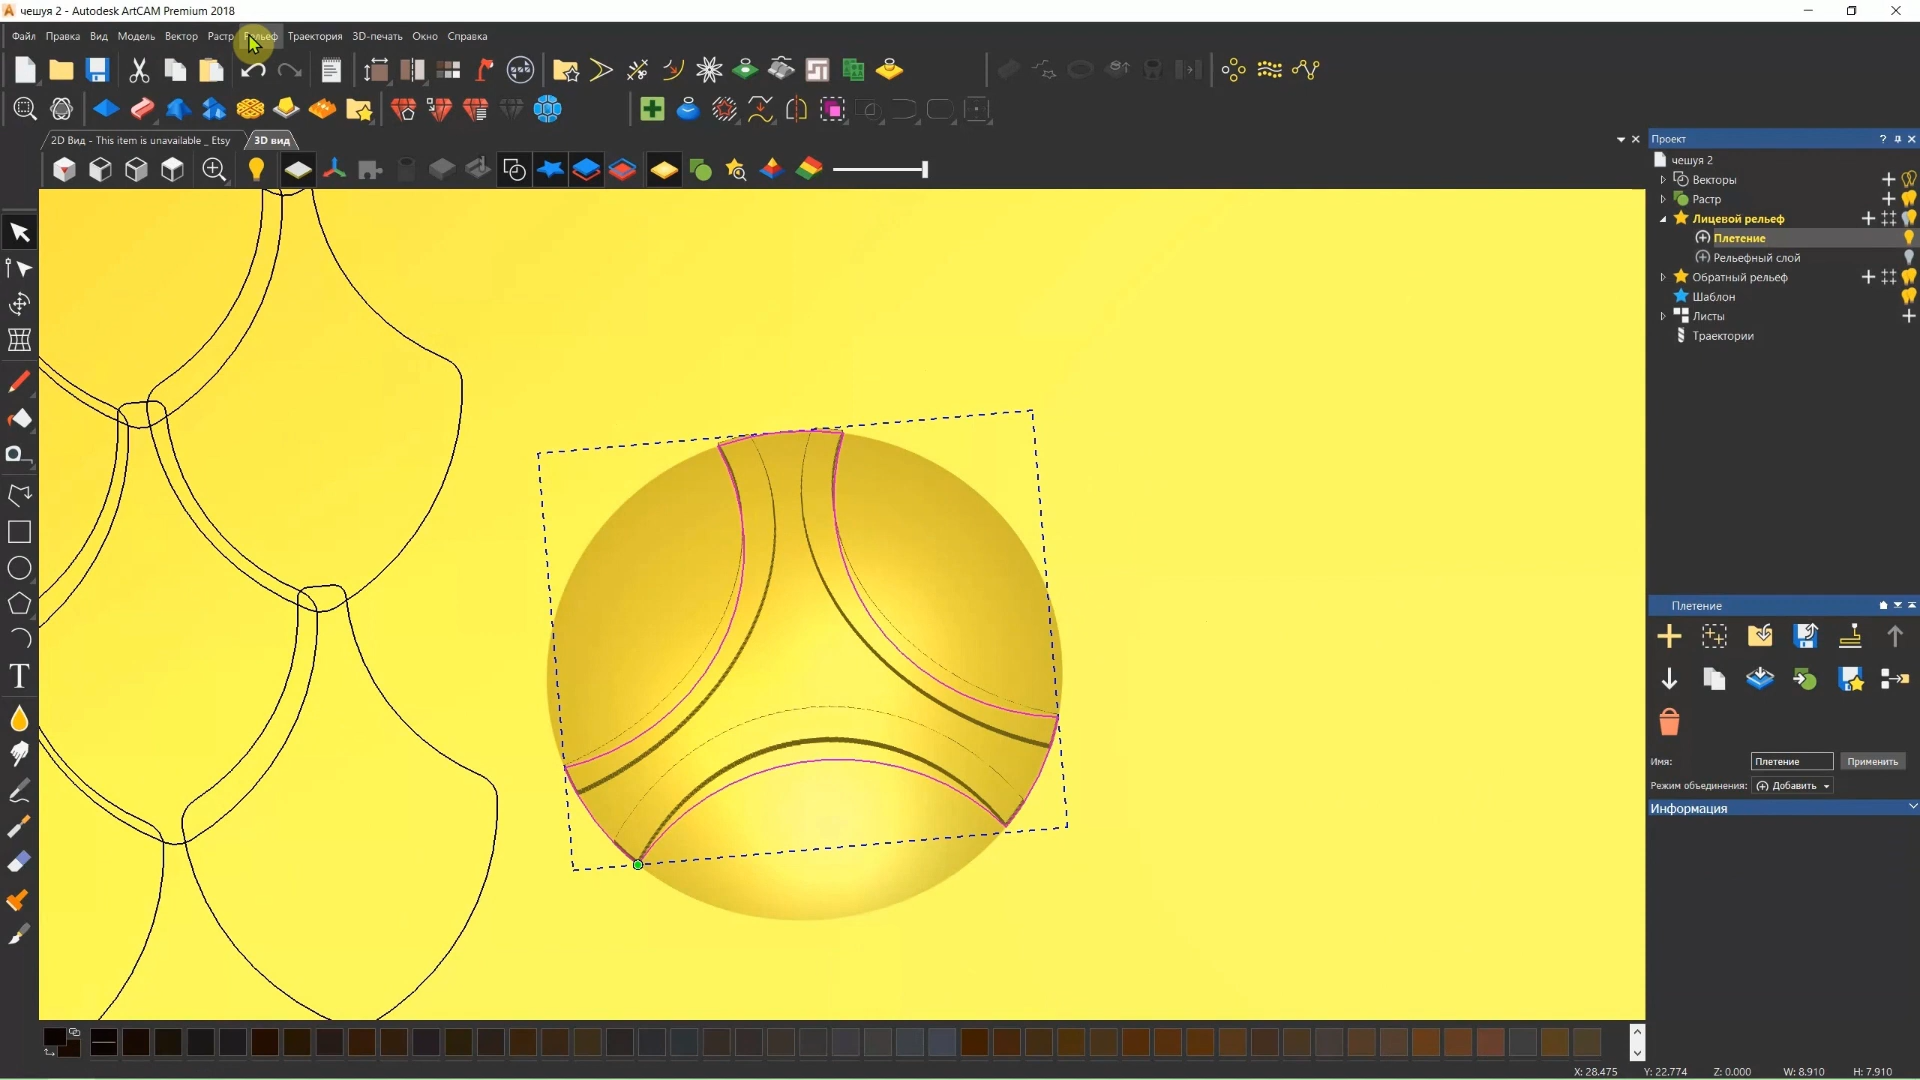 чешуя 2 - Autodesk ArtCAM Premium 2018
Файл Правка Вид Модель Вектор Растр Рельеф Траектория 3D-печать Окно Справка
2D Вид - This item is unavailable _ Etsy
3D вид
Проект
чешуя 2
Векторы
Растр
Лицевой рельеф
Плетение
Рельефный слой
Обратный рельеф
Шаблон
Листы
Траектории
Плетение
Имя: Плетение Применить
Режим объединения: Добавить
Информация
X: 28.475 Y: 22.774 Z: 0.000 W: 8.910 H: 7.910